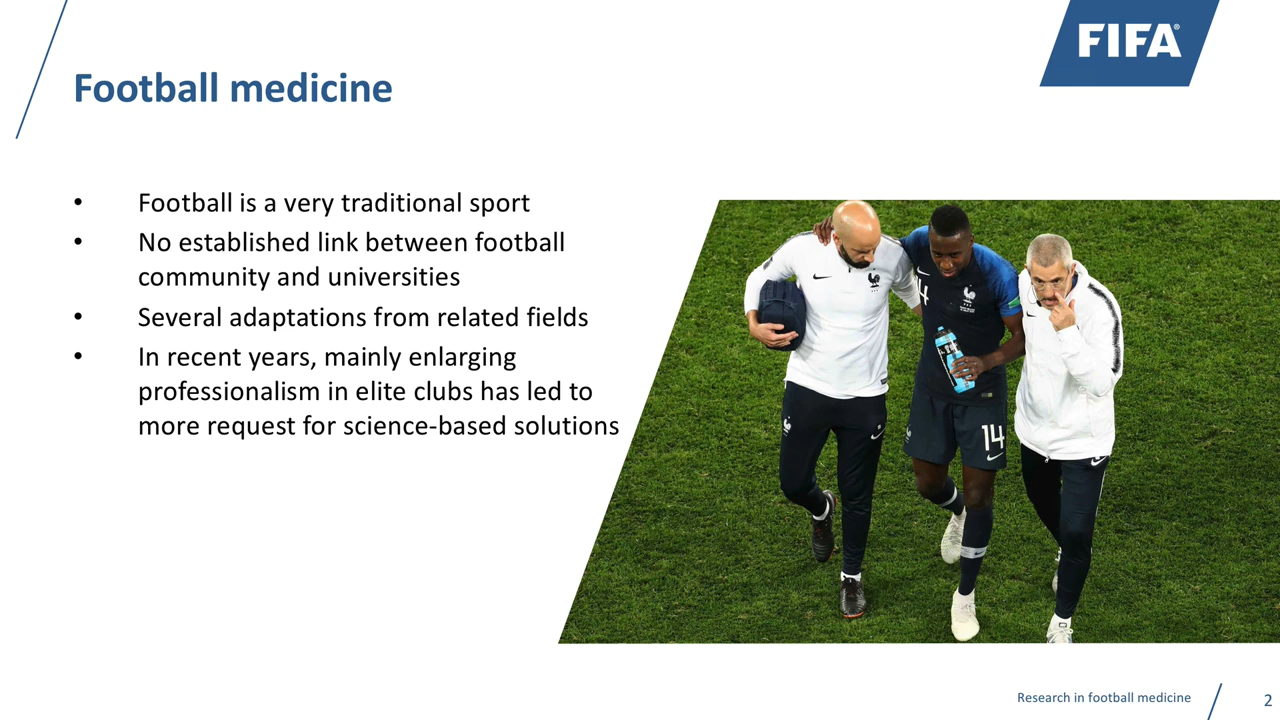 FIFA®
Football medicine
• Football is a very traditional sport
• No established link between football
community and universities
• Several adaptations from related fields
• In recent years, mainly enlarging
professionalism in elite clubs has led to
more request for science-based solutions
14
14
Research in football medicine
2